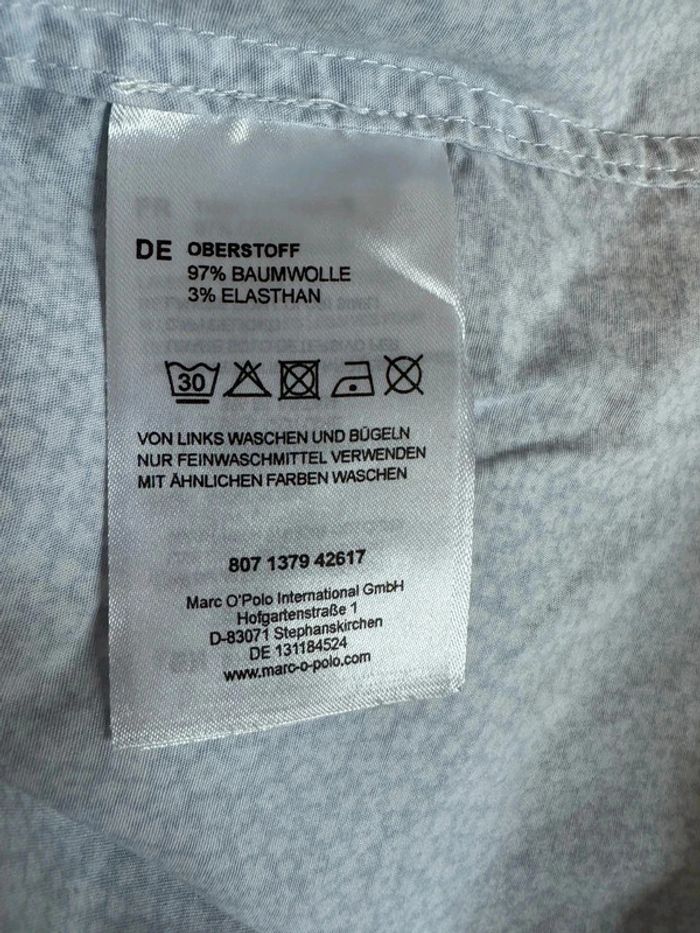 DE OBERSTOFF
97% BAUMWOLLE
3% ELASTHAN
30
VON LINKS WASCHEN UND BÜGELN
NUR FEINWASCHMITTEL VERWENDEN
MIT ÄHNLICHEN FARBEN WASCHEN
807 1379 42617
Marc O'Polo International GmbH
Hofgartenstraße 1
D-83071 Stephanskirchen
DE 131184524
www.marc-o-polo.com